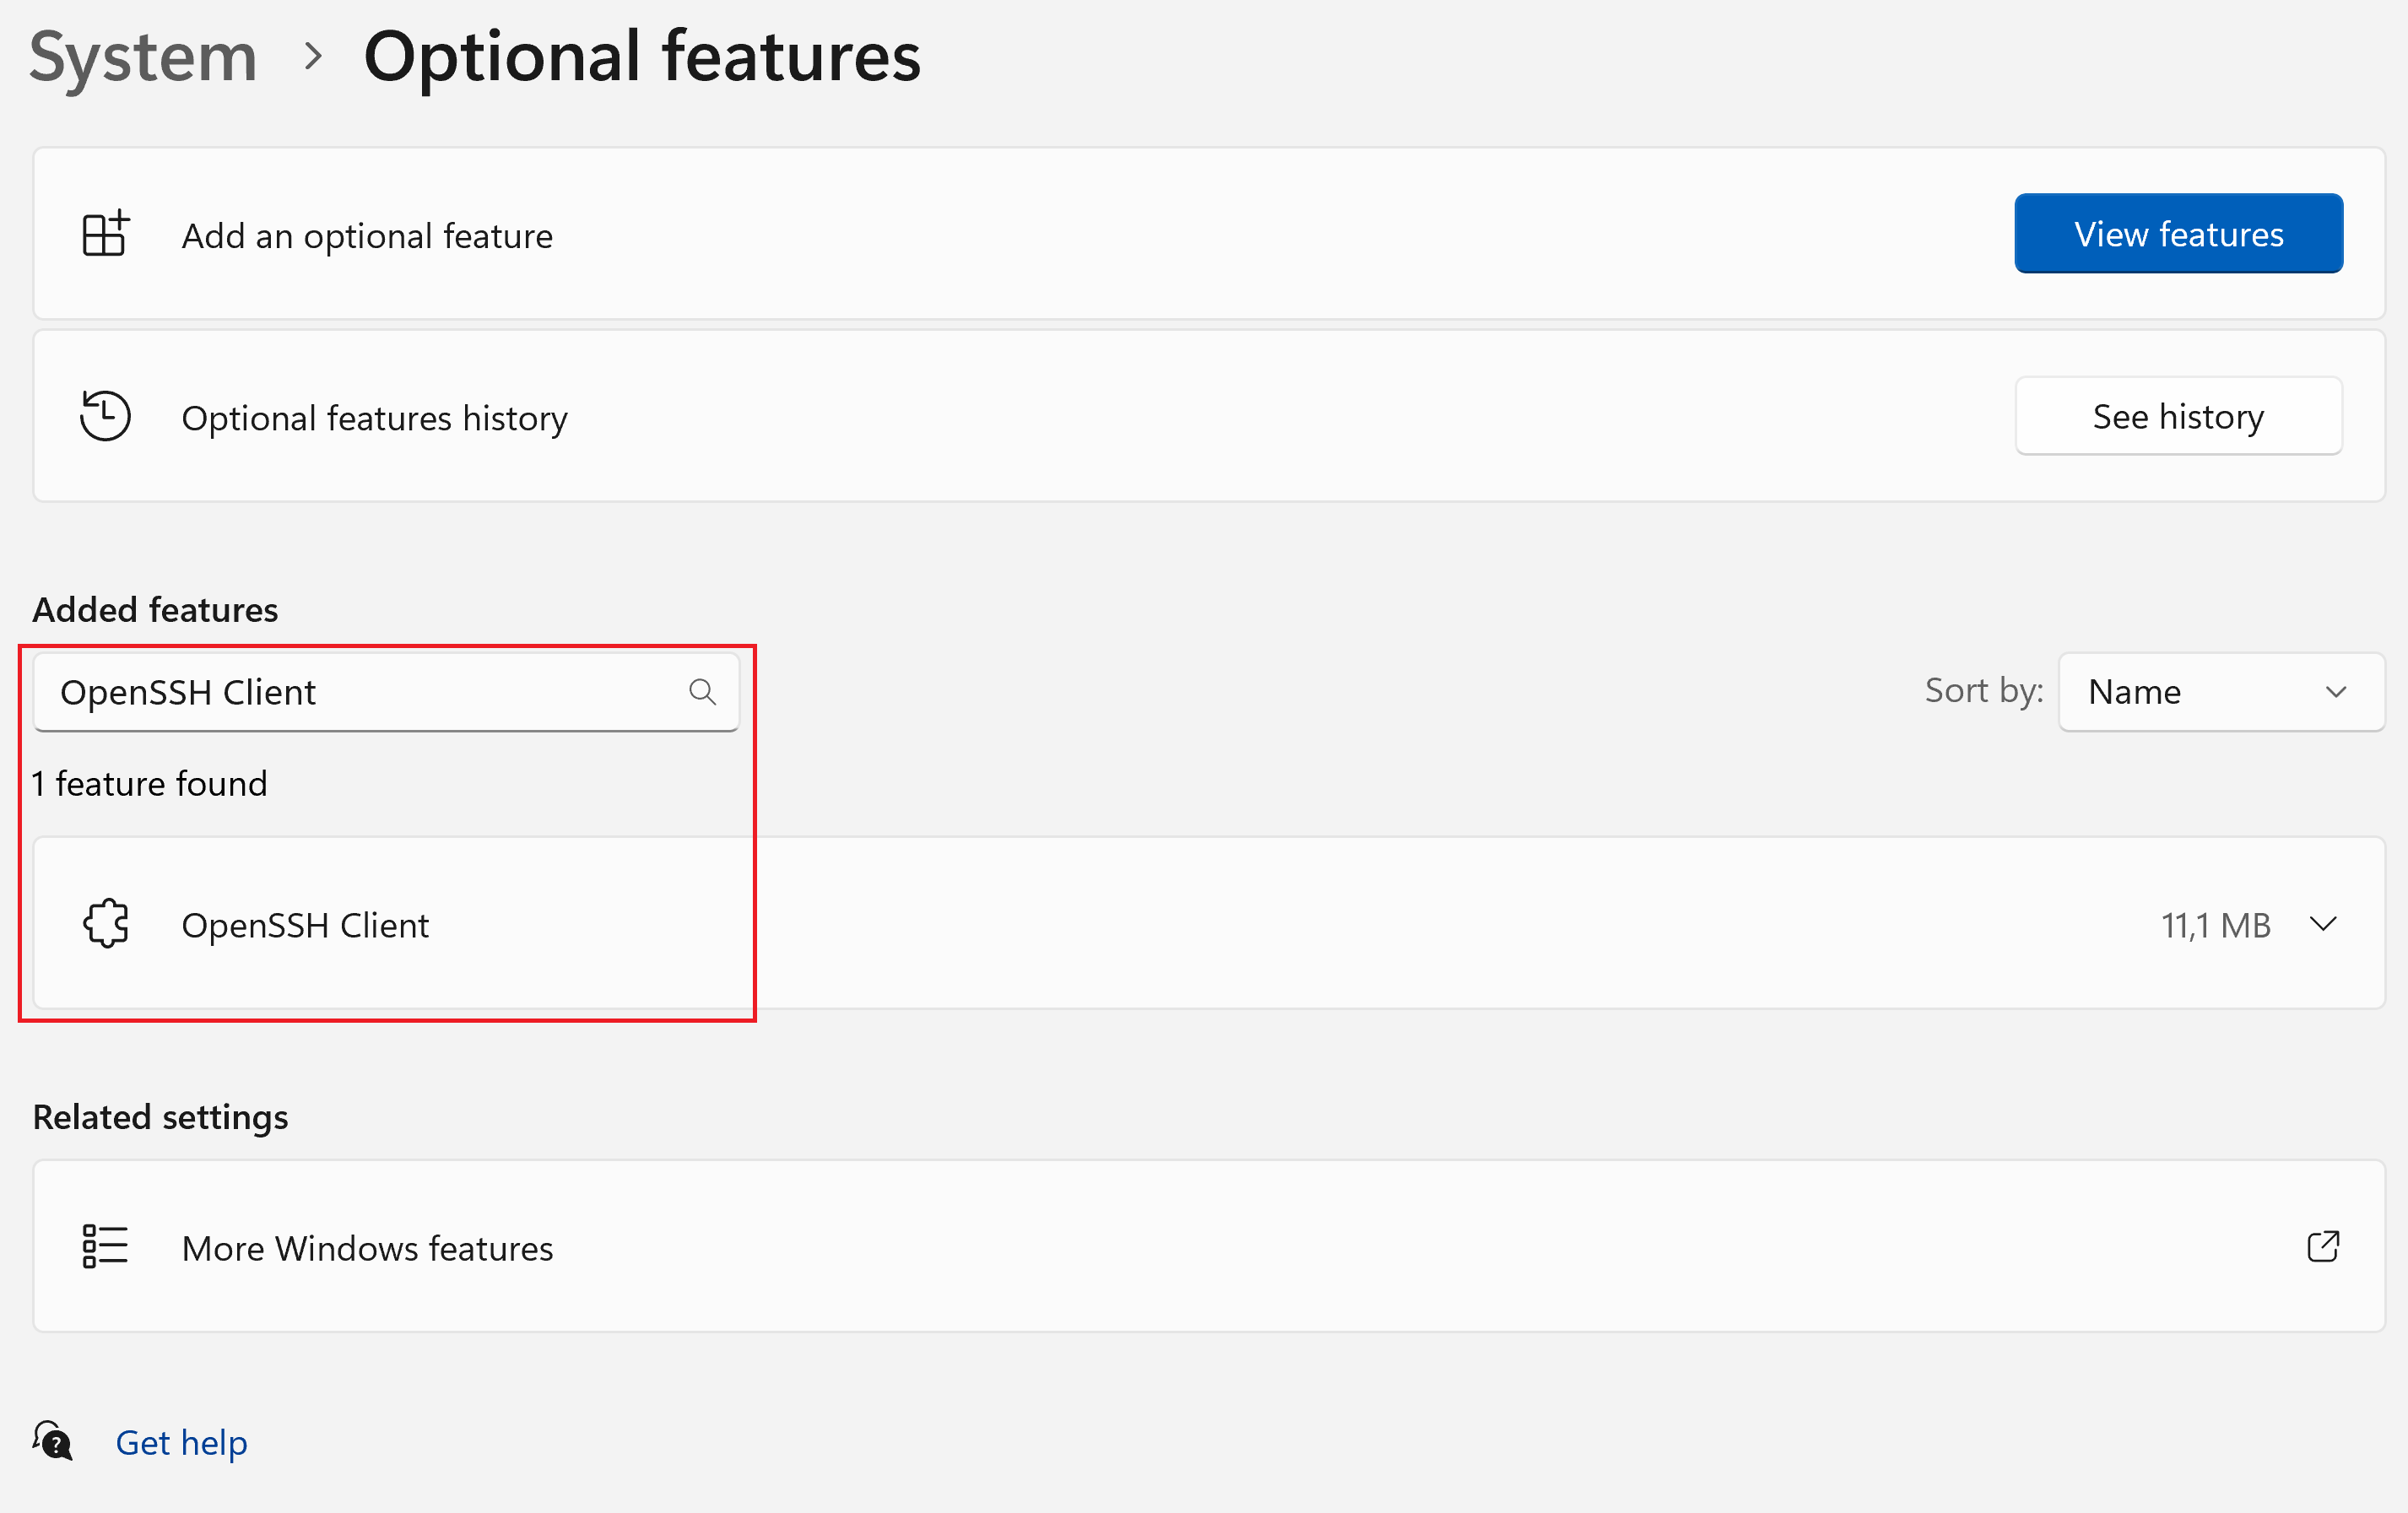 System > Optional features
Add an optional feature
View features
Optional features history
See history
Added features
OpenSSH Client
Sort by:
Name
1 feature found
OpenSSH Client
11,1 MB
Related settings
More Windows features
Get help